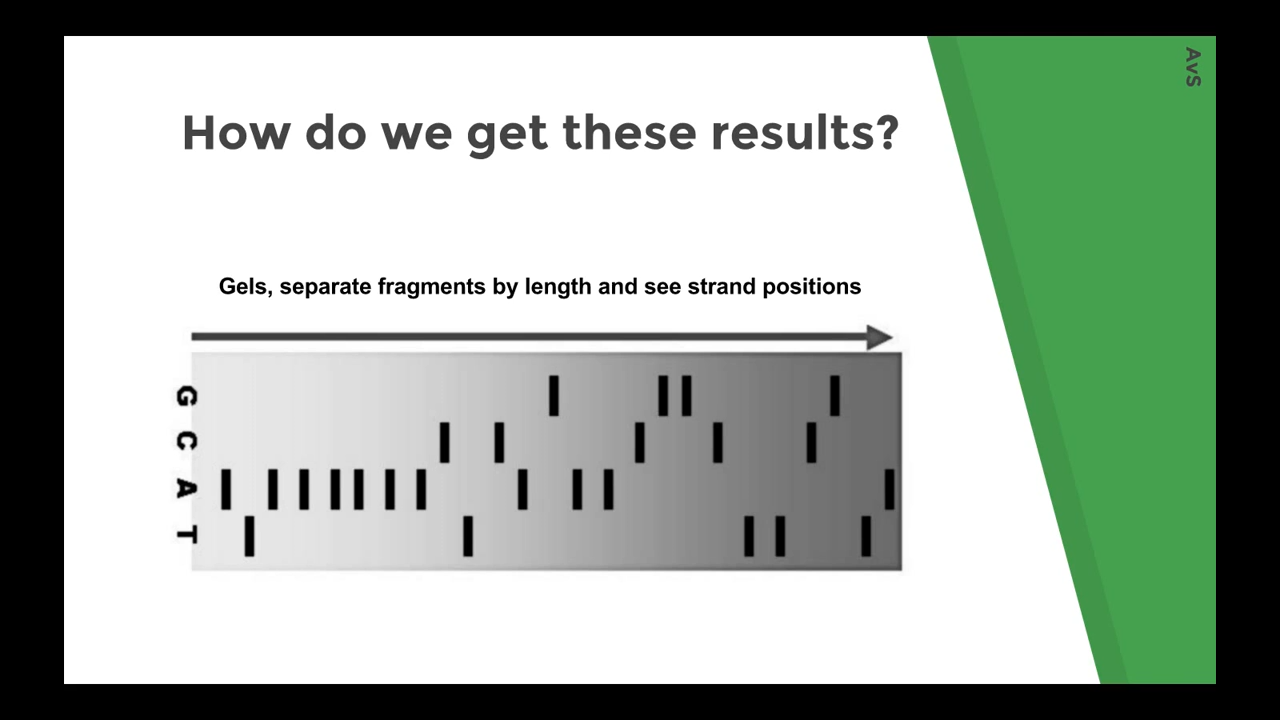 AvS
How do we get these results?
Gels, separate fragments by length and see strand positions
G
C
A
T